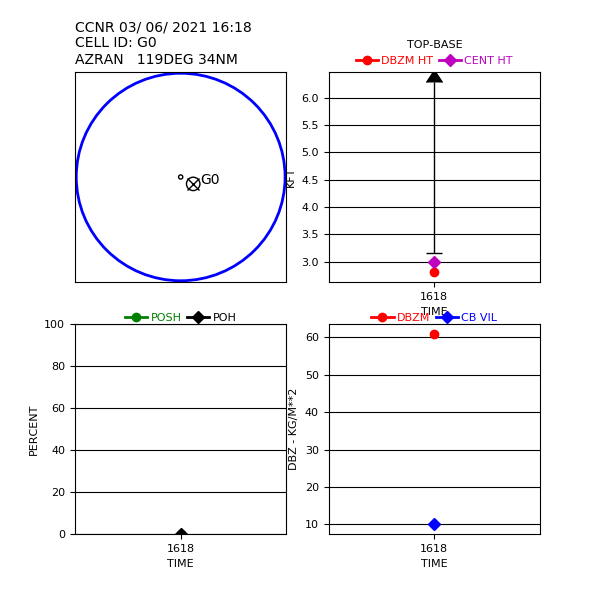 CCNR 03/ 06/ 2021 16:18
CELL ID: G0
AZRAN   119DEG 34NM
G0
TOP-BASE
DBZM HT
CENT HT
KFT
6.0
5.5
5.0
4.5
4.0
3.5
3.0
1618
TIME
POSH
POH
PERCENT
100
80
60
40
20
0
1618
TIME
DBZM
CB VIL
DBZ - KG/M**2
60
50
40
30
20
10
1618
TIME